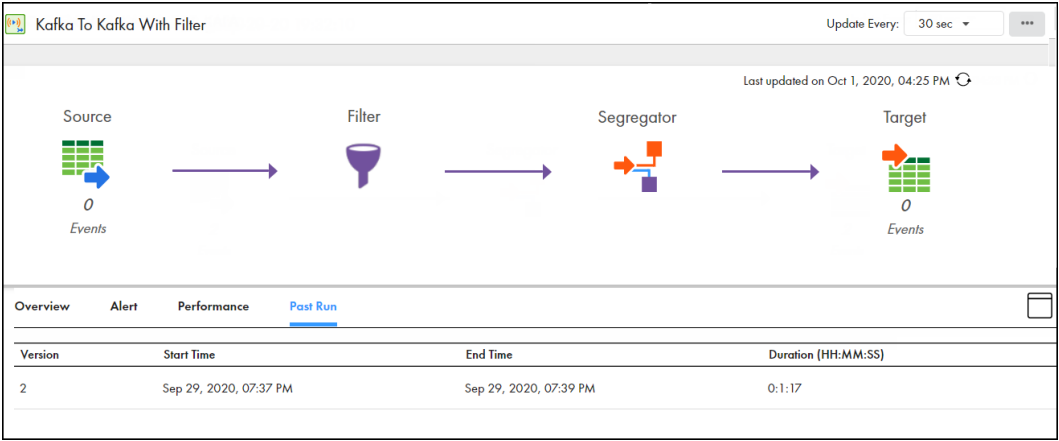 Kafka To Kafka With Filter
Update Every: 30 sec
Last updated on Oct 1, 2020, 04:25 PM
Source Filter Segregator Target
0 0
Events Events
Overview Alert Performance Past Run
Version Start Time End Time Duration (HH:MM:SS)
2 Sep 29, 2020, 07:37 PM Sep 29, 2020, 07:39 PM 0:1:17